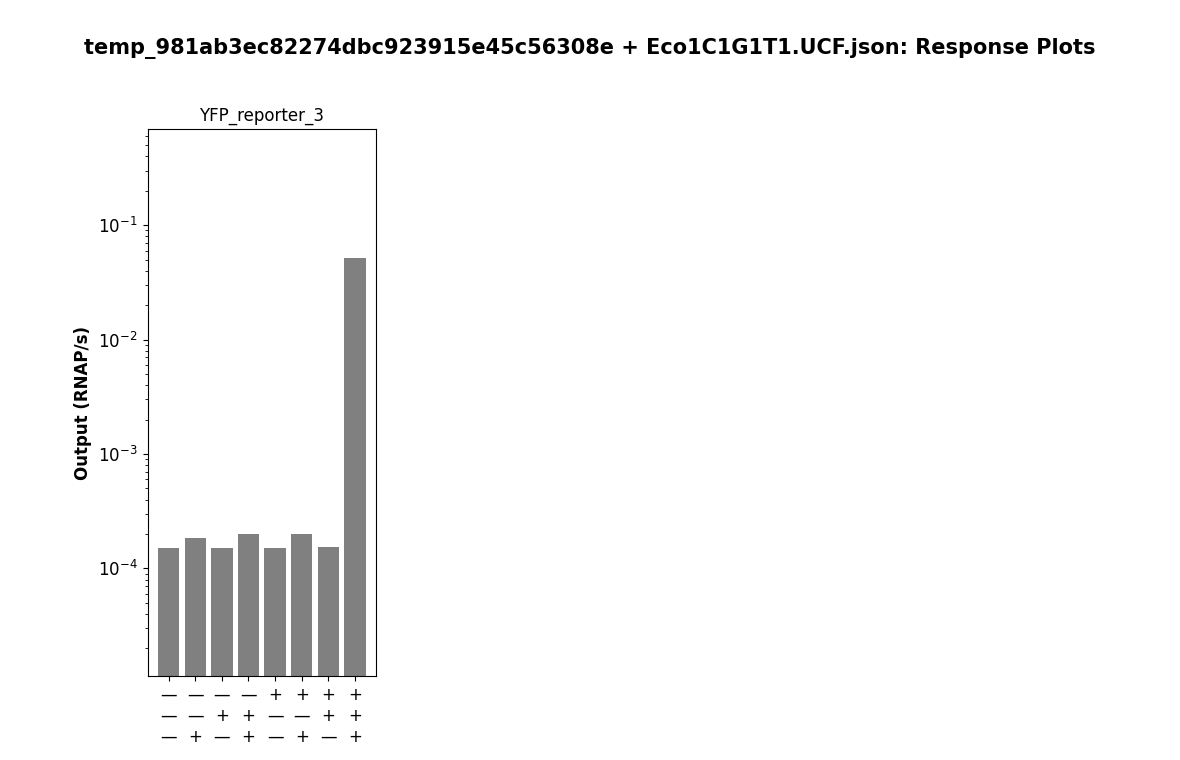 temp_981ab3ec82274dbc923915e45c56308e + Eco1C1G1T1.UCF.json: Response Plots
YFP_reporter_3
Output (RNAP/s)
10⁻¹
10⁻²
10⁻³
10⁻⁴
— — — — + + + +
— — + + — — + +
— + — + — + — +